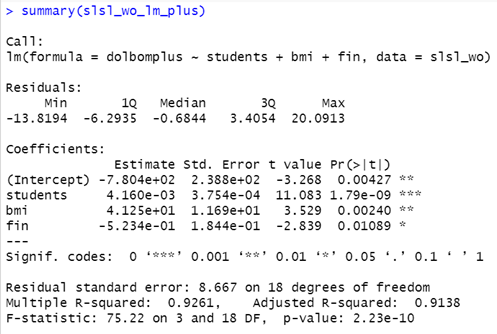 > summary(slsl_wo_lm_plus)
Call:
lm(formula = dolbomplus ~ students + bmi + fin, data = slsl_wo)
Residuals:
Min 1Q Median 3Q Max
-13.8194 -6.2935 -0.6844 3.4054 20.0913
Coefficients:
Estimate Std. Error t value Pr(>|t|)
(Intercept) -7.804e+02 2.388e+02 -3.268 0.00427 **
students 4.160e-03 3.754e-04 11.083 1.79e-09 ***
bmi 4.125e+01 1.169e+01 3.529 0.00240 **
fin -5.234e-01 1.844e-01 -2.839 0.01089 *
---
Signif. codes: 0 ‘***’ 0.001 ‘**’ 0.01 ‘*’ 0.05 ‘.’ 0.1 ‘ ’ 1
Residual standard error: 8.667 on 18 degrees of freedom
Multiple R-squared: 0.9261, Adjusted R-squared: 0.9138
F-statistic: 75.22 on 3 and 18 DF, p-value: 2.23e-10